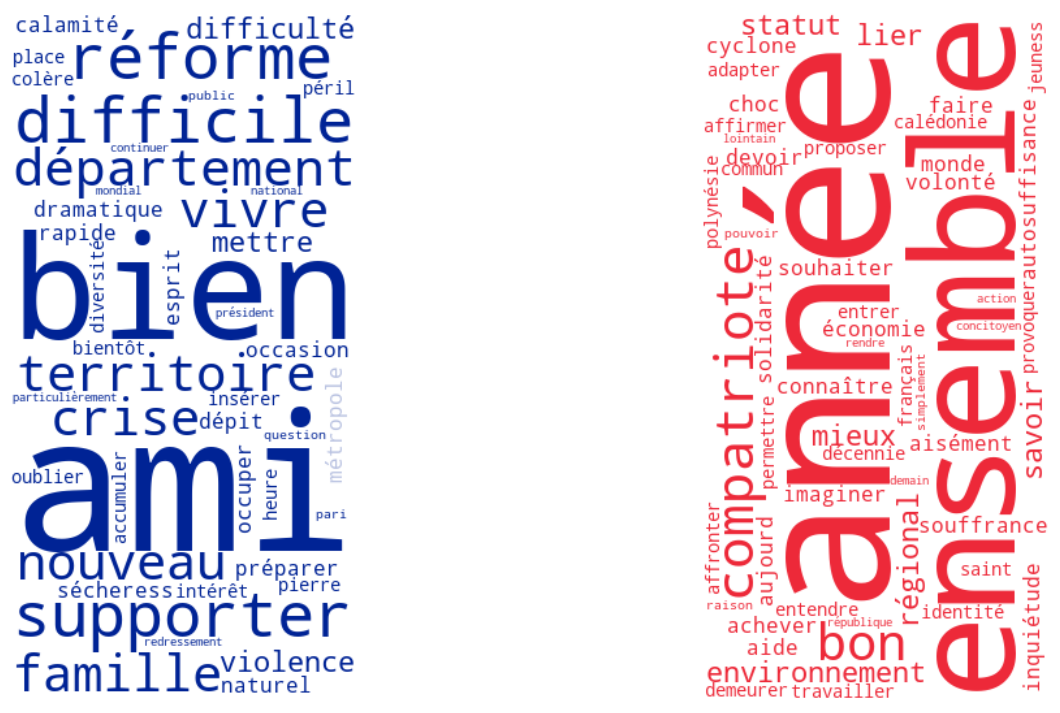 calamité
difficulté
place
réforme
colère
péril
public
difficile
continuer
département
mondial
national
dramatique
vivre
rapide
mettre
bien
diversité
esprit
président
bientôt
occasion
territoire
métropole
particulièrement
insérer
crise
dépit
question
ami
oublier
accumuler
occuper
heure
pari
nouveau
préparer
pierre
sécheress
intérêt
supporter
redressement
famille
violence
naturel
statut
lier
cyclone
adapter
jeuness
choc
faire
affirmer
calédonie
lointain
devoir
proposer
commun
monde
volonté
polynésie
pouvoir
année
ensemble
autosuffisance
compatriote
solidarité
souhaiter
action
entrer
économie
concitoyen
rendre
provoquer
français
simplement
connaître
permettre
mieux
aisément
décennie
savoir
demain
imaginer
régional
souffrance
affronter
aujourd
saint
inquiétude
raison
entendre
identité
achever
république
bon
aide
environnement
demeurer
travailler